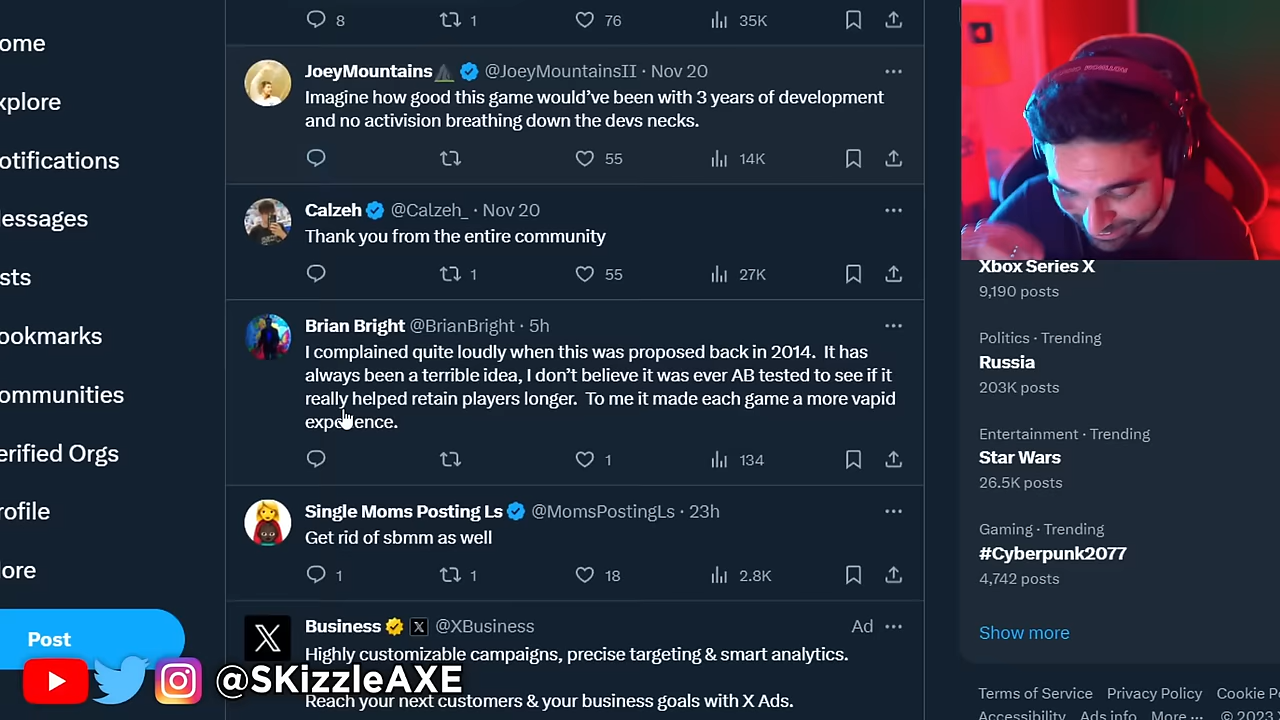 8 1 76 35K
ome
JoeyMountains @JoeyMountainsII · Nov 20 ···
Imagine how good this game would've been with 3 years of development
and no activision breathing down the devs necks.
55 14K
xplore
otifications
essages
sts
ookmarks
ommunities
erified Orgs
rofile
ore
Post
Calzeh @Calzeh_ · Nov 20 ···
Thank you from the entire community
1 55 27K
Brian Bright @BrianBright · 5h ···
I complained quite loudly when this was proposed back in 2014. It has
always been a terrible idea, I don't believe it was ever AB tested to see if it
really helped retain players longer. To me it made each game a more vapid
experience.
1 134
Single Moms Posting Ls @MomsPostingLs · 23h ···
Get rid of sbmm as well
1 1 18 2.8K
Business @XBusiness Ad ···
Highly customizable campaigns, precise targeting & smart analytics.
Reach your next customers & your business goals with X Ads.
@SKizzleAXE
Xbox Series X
9,190 posts
Politics · Trending
Russia
203K posts
Entertainment · Trending
Star Wars
26.5K posts
Gaming · Trending
#Cyberpunk2077
4,742 posts
Show more
Terms of Service Privacy Policy Cookie Po
Accessibility Ads info More ··· © 2023